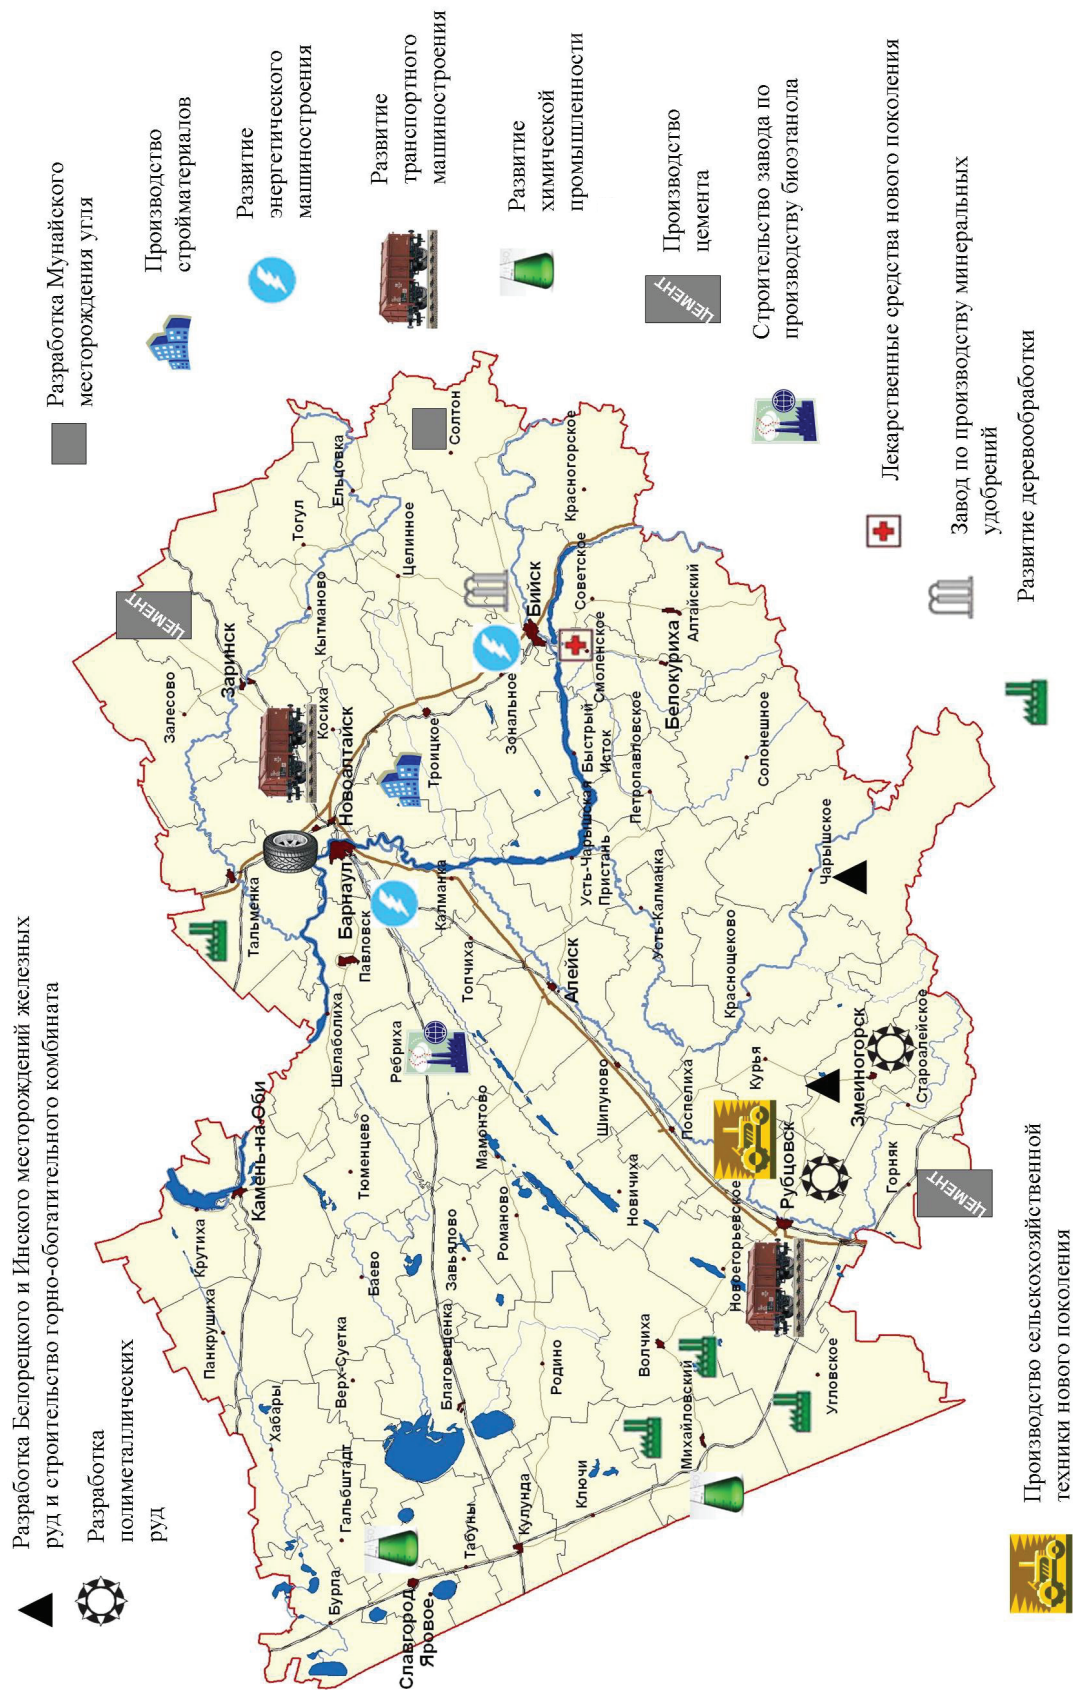 Разработка Белорецкого и Инского месторождений железных
руд и строительство горно-обогатительного комбината
Разработка
полиметаллических
руд
Разработка Мунайского
месторождения угля
Производство
стройматериалов
Развитие
энергетического
машиностроения
Развитие
транспортного
машиностроения
Развитие
химической
промышленности
ЦЕМЕНТ
Производство
цемента
Строительство завода по
производству биоэтанола
Лекарственные средства нового поколения
Завод по производству минеральных
удобрений
Развитие деревообработки
Производство сельскохозяйственной
техники нового поколения
Бурла
Славгород
Яровое
Табуны
Кулунда
Гальбштадт
Хабары
Верх-Суетка
Панкрушиха
Крутиха
Камень-на-Оби
Баево
Тюменцево
Благовещенка
Завьялово
Родино
Романово
Мамонтово
Ключи
Михайловский
Волчиха
Угловское
Новоегорьевское
Новичиха
Рубцовск
Поспелиха
Шипуново
Горняк
ЦЕМЕНТ
Змеиногорск
Староалейское
Курья
Краснощеково
Чарышское
Шелаболиха
Ребриха
Павловск
Барнаул
Тальменка
Калманка
Топчиха
Алейск
Усть-Калманка
Усть-Чарышская
Пристань
Новоалтайск
Косиха
Троицкое
Залесово
Заринск
ЦЕМЕНТ
Кытманово
Тогул
Ельцовка
Целинное
Солтон
Зональное
Бийск
Красногорское
Советское
Смоленское
Быстрый
Исток
Петропавловское
Белокуриха
Алтайский
Солонешное